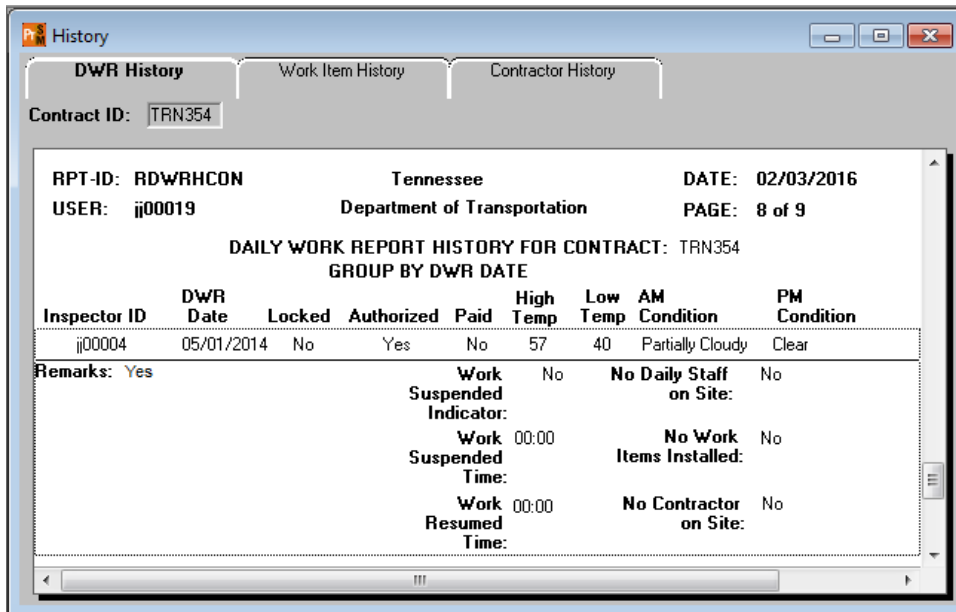 History
DWR History Work Item History Contractor History
Contract ID: TRN354
RPT-ID: RDWRHCON Tennessee DATE: 02/03/2016
USER: jj00019 Department of Transportation PAGE: 8 of 9
DAILY WORK REPORT HISTORY FOR CONTRACT: TRN354
GROUP BY DWR DATE
Inspector ID DWR Date Locked Authorized Paid High Temp Low Temp AM Condition PM Condition
jj00004 05/01/2014 No Yes No 57 40 Partially Cloudy Clear
Remarks: Yes Work Suspended Indicator: No No Daily Staff on Site: No
Work Suspended Time: 00:00 No Work Items Installed: No
Work Resumed Time: 00:00 No Contractor on Site: No